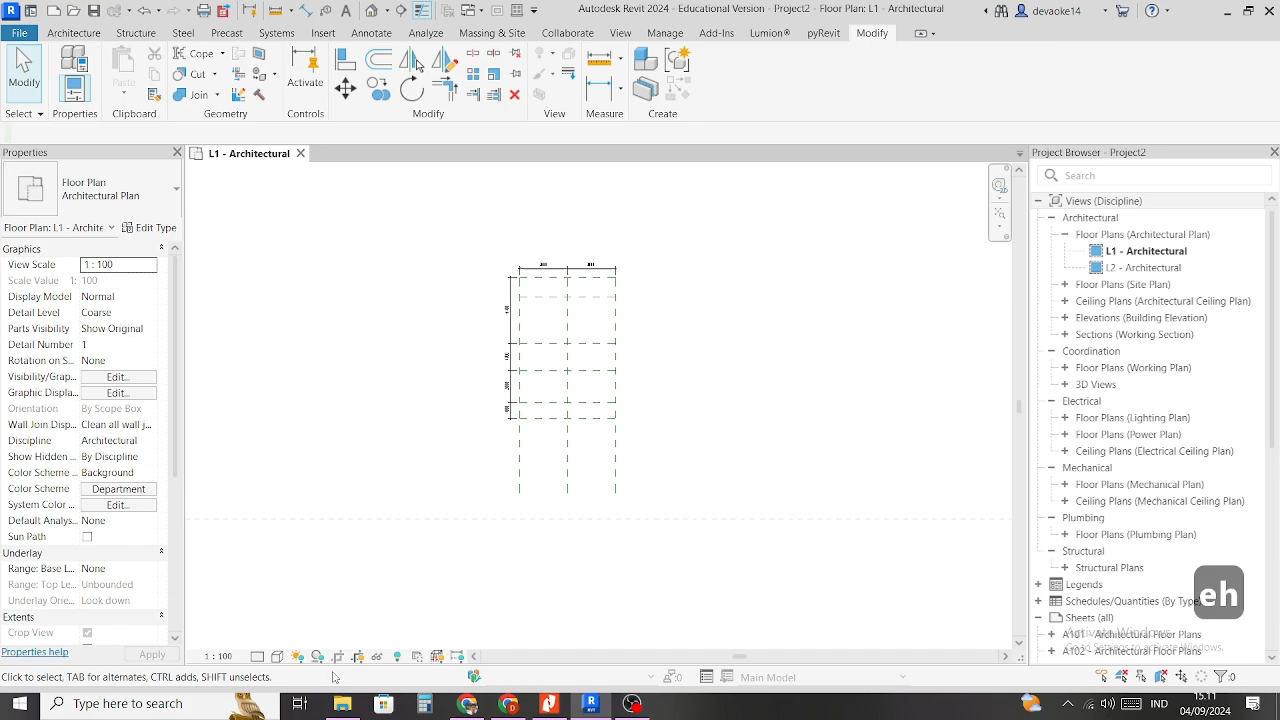 Autodesk Revit 2024 - Educational Version - Project2 - Floor Plan: L1 - Architectural
devaoke14
File
Architecture
Structure
Steel
Precast
Systems
Insert
Annotate
Analyze
Massing & Site
Collaborate
View
Manage
Add-Ins
Lumion®
pyRevit
Modify
Modify
Paste
Cope
Cut
Join
Activate
Select
Properties
Clipboard
Geometry
Controls
Modify
View
Measure
Create
Properties
L1 - Architectural
Project Browser - Project2
Floor Plan
Architectural Plan
Search
Floor Plan: L1 - Archite
Edit Type
Graphics
View Scale 1 : 100
Scale Value 1: 100
Display Model Normal
Detail Level Coarse
Parts Visibility Show Original
Detail Number 1
Rotation on S... None
Visibility/Grap... Edit...
Graphic Displa... Edit...
Orientation By Scope Box
Wall Join Displ... Clean all wall j...
Discipline Architectural
Show Hidden ... By Discipline
Color Scheme ... Background
Color Scheme Department
System Color ... Edit...
Default Analys... None
Sun Path
Underlay
Range: Base L... None
Range: Top Le... Unbounded
Underlay Orie... Look down
Extents
Crop View
Properties help
Apply
Views (Discipline)
Architectural
Floor Plans (Architectural Plan)
L1 - Architectural
L2 - Architectural
Floor Plans (Site Plan)
Ceiling Plans (Architectural Ceiling Plan)
Elevations (Building Elevation)
Sections (Working Section)
Coordination
Floor Plans (Working Plan)
3D Views
Electrical
Floor Plans (Lighting Plan)
Floor Plans (Power Plan)
Ceiling Plans (Electrical Ceiling Plan)
Mechanical
Floor Plans (Mechanical Plan)
Ceiling Plans (Mechanical Ceiling Plan)
Plumbing
Floor Plans (Plumbing Plan)
Structural
Structural Plans
Legends
Schedules/Quantities (By Type)
Sheets (all)
A101 - Architectural Floor Plans
A102 - Architectural Floor Plans
eh
Activate Windows
Go to Settings to activate Windows.
1 : 100
Click to select, TAB for alternates, CTRL adds, SHIFT unselects.
:0
Main Model
:0
Type here to search
IND
15:11
04/09/2024